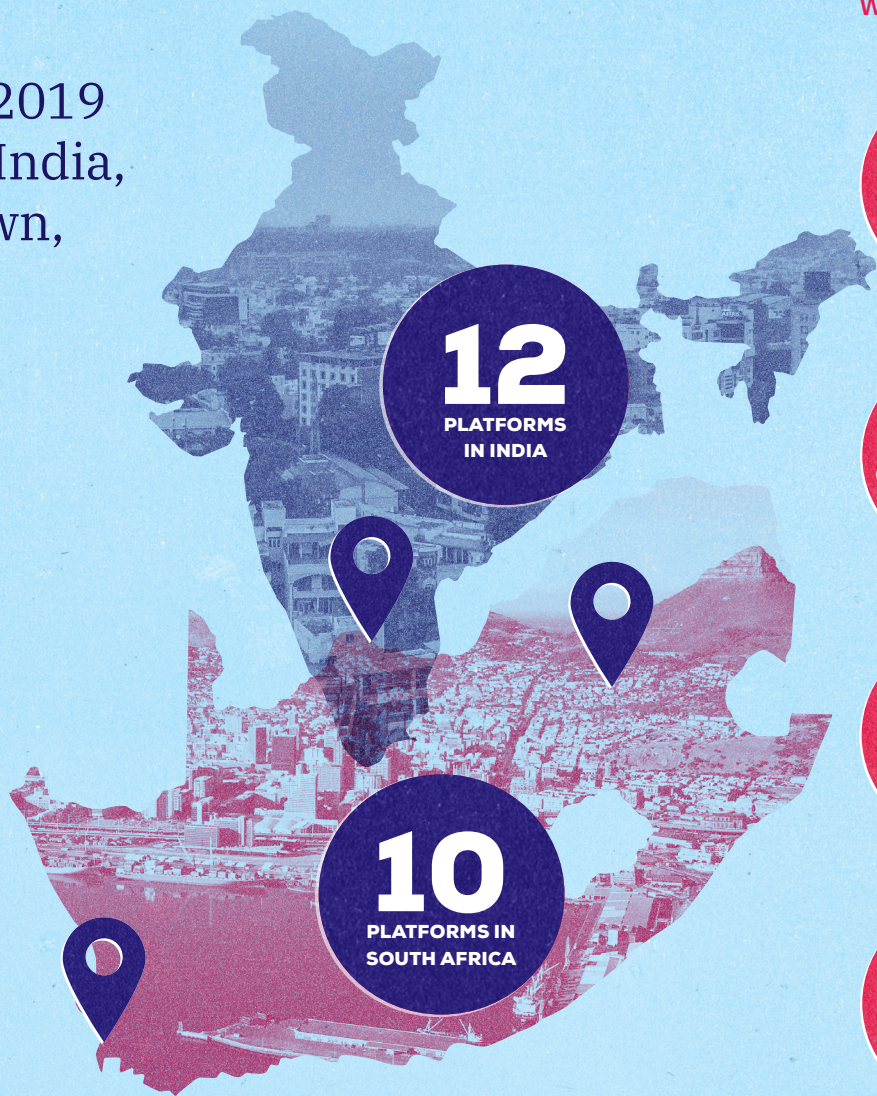 2019
India,
wn,
12
PLATFORMS
IN INDIA
10
PLATFORMS IN
SOUTH AFRICA